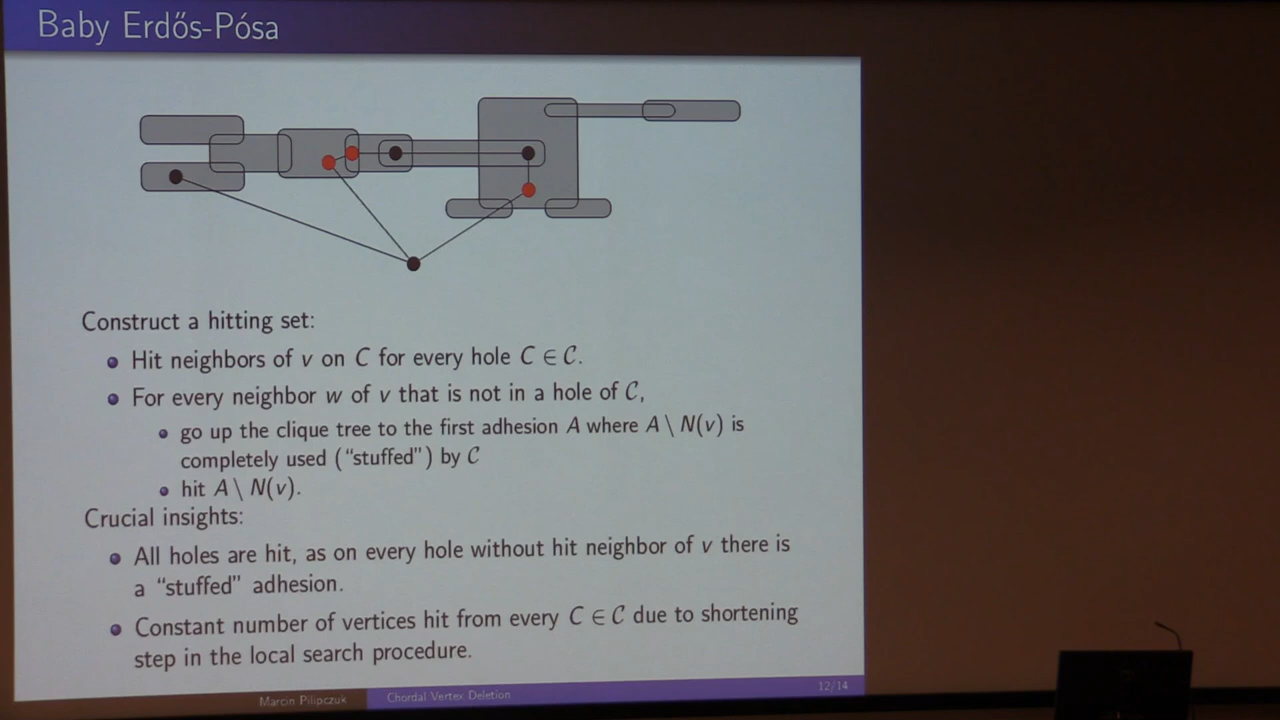 Baby Erdős-Pósa
Construct a hitting set:
Hit neighbors of v on C for every hole C ∈ 𝒞.
For every neighbor w of v that is not in a hole of 𝒞,
go up the clique tree to the first adhesion A where A \ N(v) is
completely used ("stuffed") by 𝒞
hit A \ N(v).
Crucial insights:
All holes are hit, as on every hole without hit neighbor of v there is
a "stuffed" adhesion.
Constant number of vertices hit from every C ∈ 𝒞 due to shortening
step in the local search procedure.
Marcin Pilipczuk Chordal Vertex Deletion 12/14